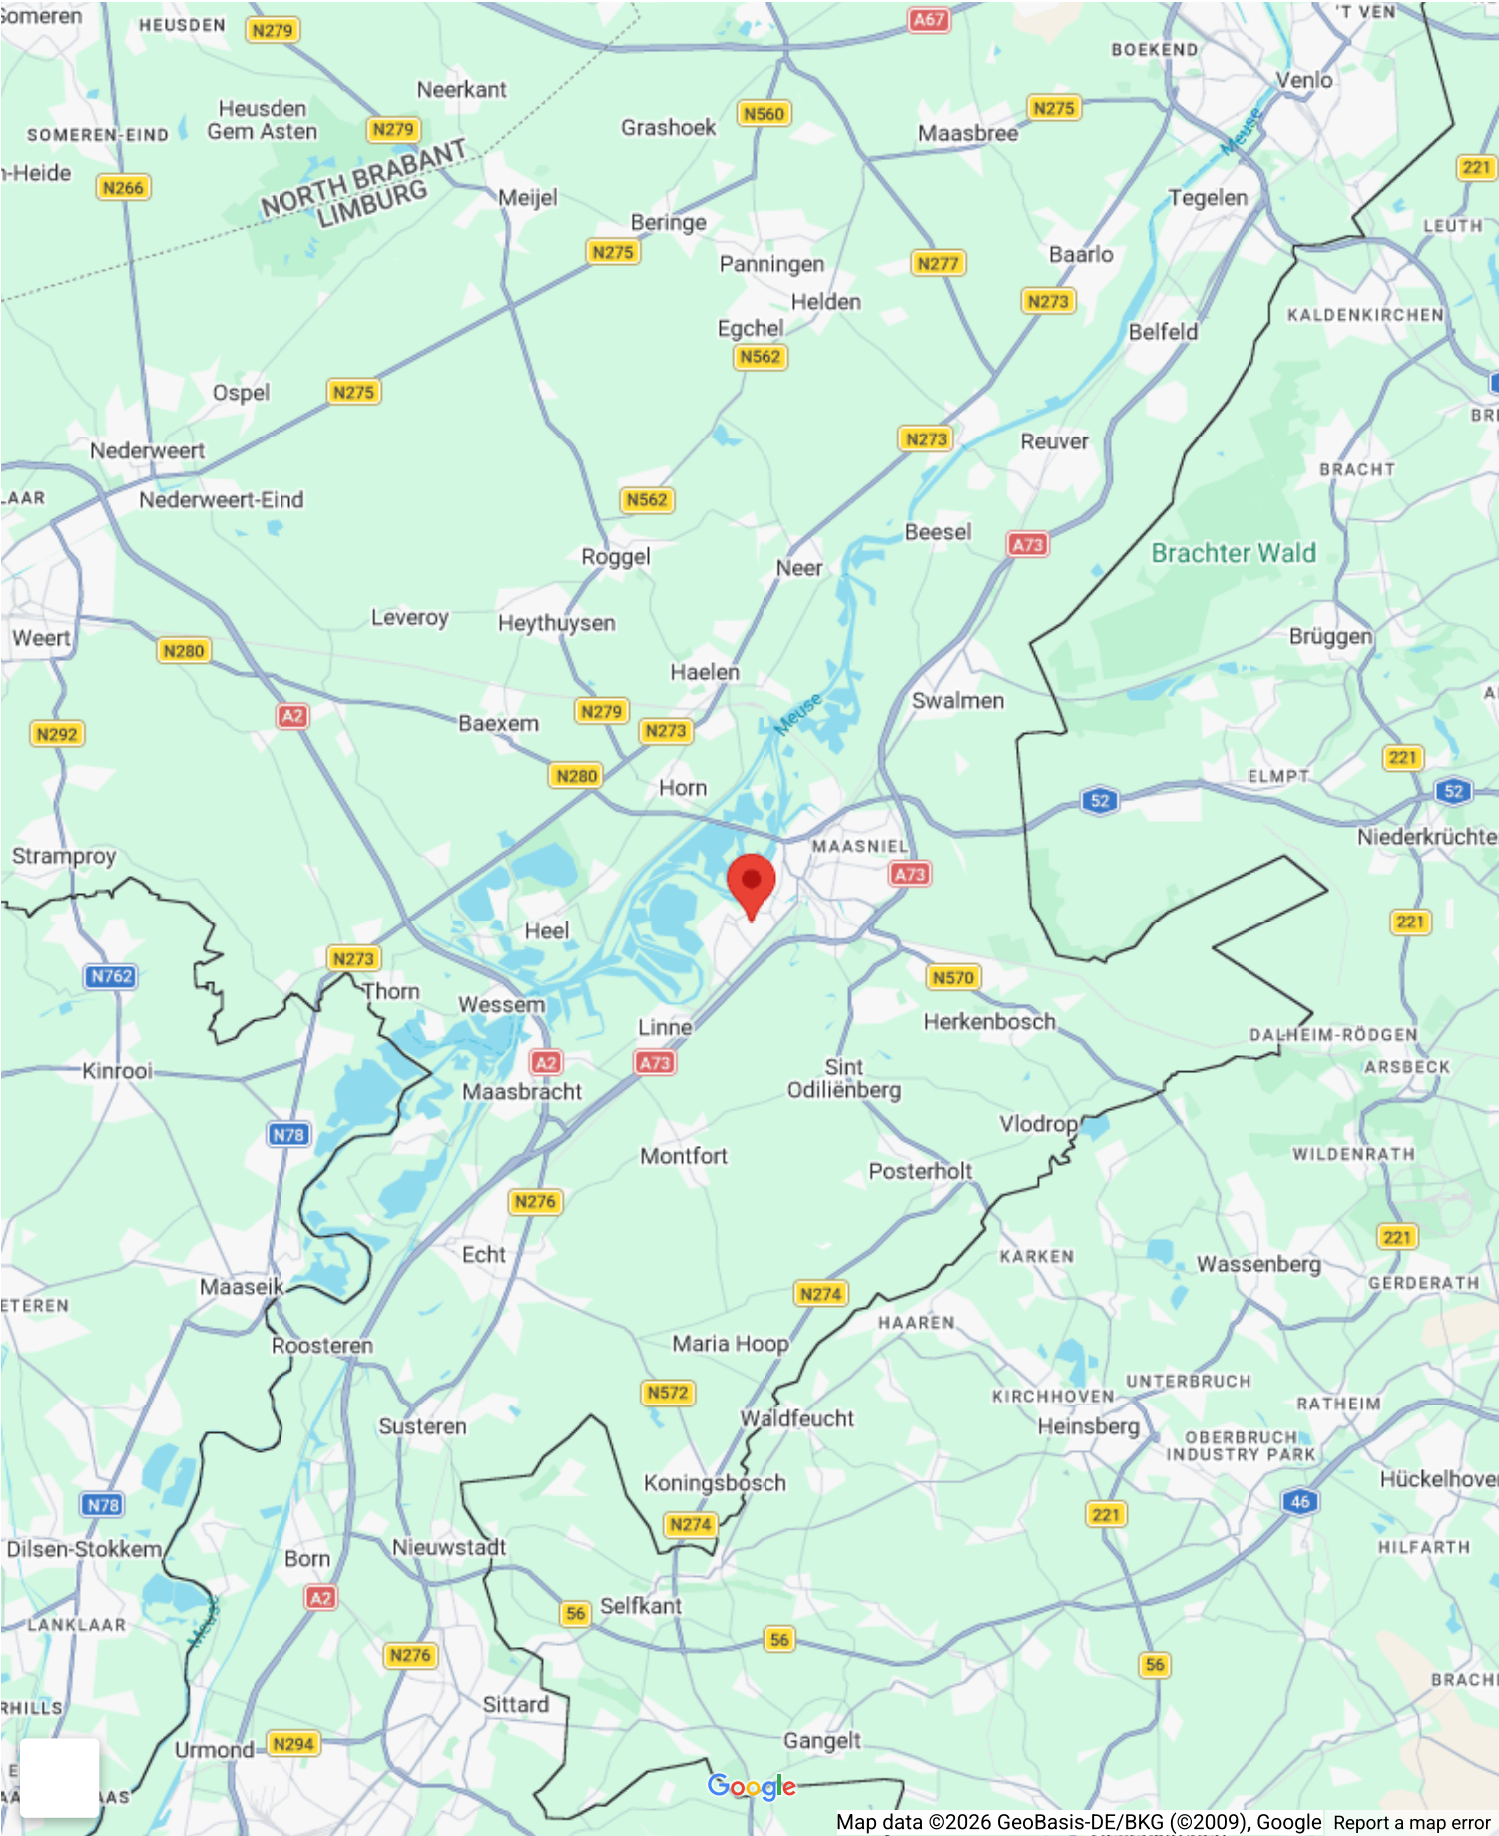 Someren
HEUSDEN
N279
A67
'T VEN
BOEKEND
Venlo
Neerkant
Heusden
Gem Asten
N279
SOMEREN-EIND
N560
Grashoek
N275
Maasbree
Meuse
n-Heide
N266
NORTH BRABANT
LIMBURG
221
Meijel
Tegelen
Beringe
LEUTH
N275
Panningen
N277
Baarlo
Helden
N273
KALDENKIRCHEN
Egchel
Belfeld
N562
Ospel
N275
BRI
Nederweert
N273
Reuver
BRACHT
LAAR
Nederweert-Eind
N562
Beesel
A73
Brachter Wald
Roggel
Neer
Leveroy
Heythuysen
Weert
N280
Brüggen
Haelen
Swalmen
A2
N279
Meuse
N292
Baexem
N273
221
N280
Horn
ELMPT
52
52
Stramproy
MAASNIEL
Niederkrüchte
A73
Heel
221
N273
N762
N570
Thorn
Wessem
Linne
Herkenbosch
DALHEIM-RÖDGEN
Kinrooi
A2
A73
Sint
Odiliënberg
ARSBECK
Maasbracht
N78
Vlodrop
Montfort
WILDENRATH
Posterholt
N276
221
Echt
KARKEN
Wassenberg
Maaseik
GERDERATH
ETEREN
N274
HAAREN
Roosteren
Maria Hoop
N572
UNTERBRUCH
KIRCHHOVEN
RATHEIM
Susteren
Waldfeucht
Heinsberg
OBERBRUCH
INDUSTRY PARK
Koningsbosch
Hückelhove
N78
46
N274
221
Dilsen-Stokkem
Born
Nieuwstadt
HILFARTH
A2
Selfkant
56
LANKLAAR
Meuse
56
N276
56
BRACH
RHILLS
Sittard
Urmond
N294
Gangelt
E
Google
AA
AAS
Map data ©2026 GeoBasis-DE/BKG (©2009), Google
Report a map error